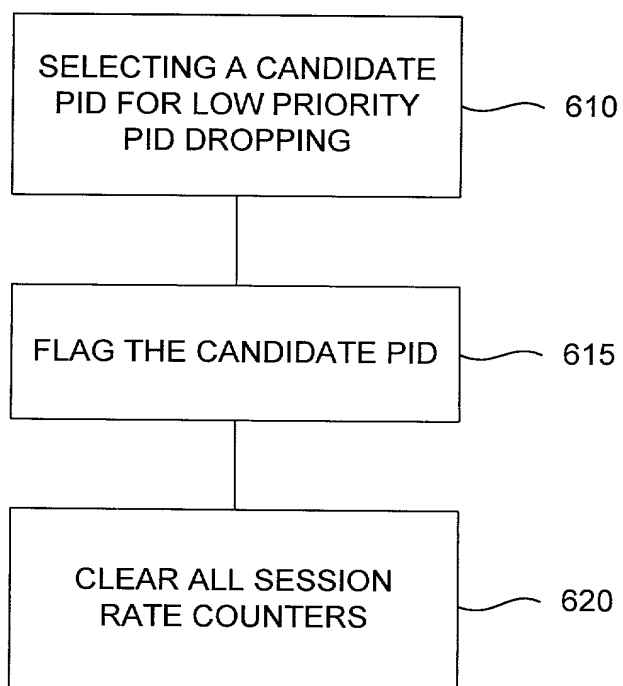 SELECTING A CANDIDATE
PID FOR LOW PRIORITY
PID DROPPING
610
FLAG THE CANDIDATE PID
615
CLEAR ALL SESSION
RATE COUNTERS
620